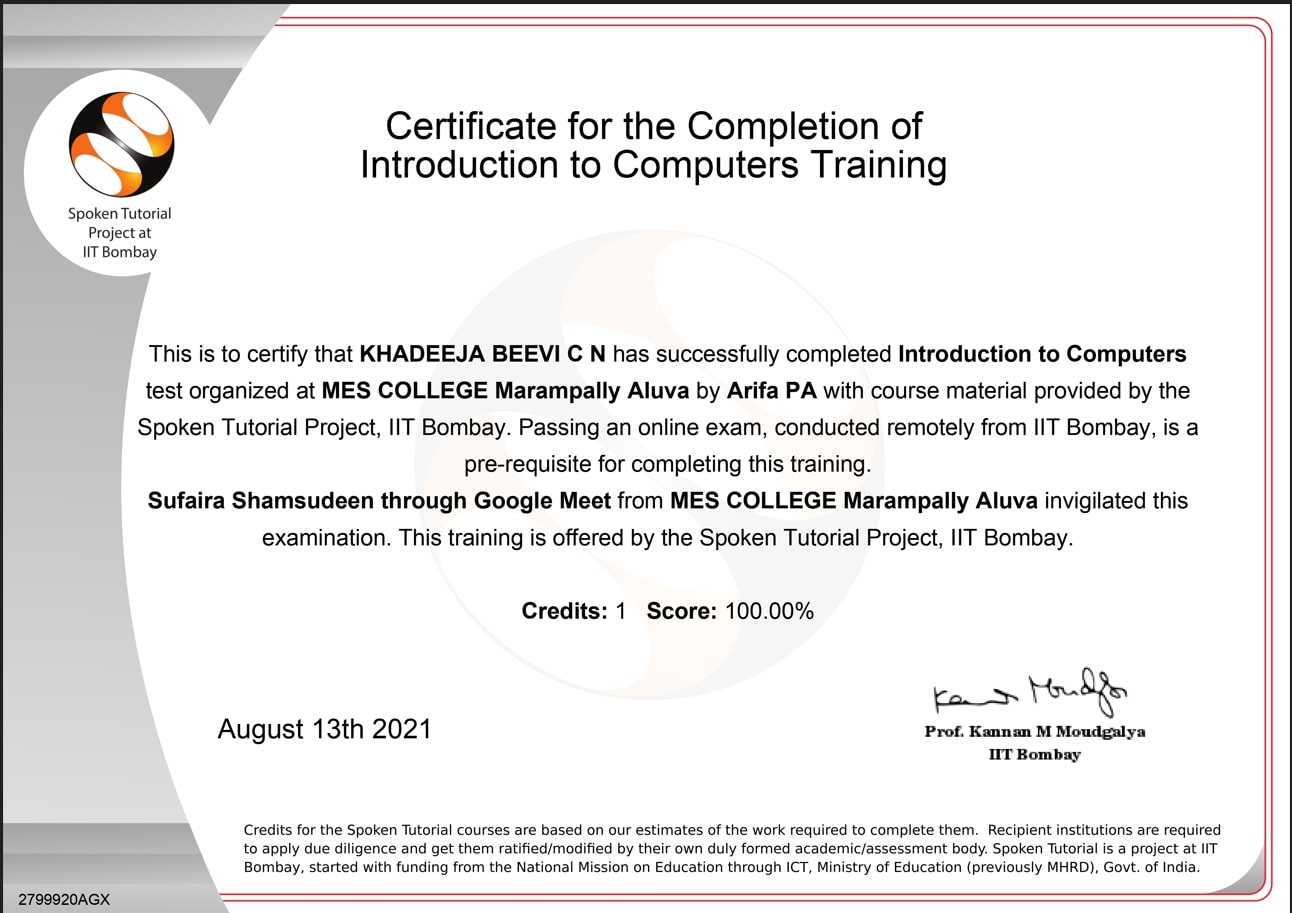 Spoken Tutorial
Project at
IIT Bombay
Certificate for the Completion of
Introduction to Computers Training
This is to certify that KHADEEJA BEEVI C N has successfully completed Introduction to Computers
test organized at MES COLLEGE Marampally Aluva by Arifa PA with course material provided by the
Spoken Tutorial Project, IIT Bombay. Passing an online exam, conducted remotely from IIT Bombay, is a
pre-requisite for completing this training.
Sufaira Shamsudeen through Google Meet from MES COLLEGE Marampally Aluva invigilated this
examination. This training is offered by the Spoken Tutorial Project, IIT Bombay.
Credits: 1 Score: 100.00%
August 13th 2021
Kannan Moudgalya
Prof. Kannan M Moudgalya
IIT Bombay
Credits for the Spoken Tutorial courses are based on our estimates of the work required to complete them. Recipient institutions are required
to apply due diligence and get them ratified/modified by their own duly formed academic/assessment body. Spoken Tutorial is a project at IIT
Bombay, started with funding from the National Mission on Education through ICT, Ministry of Education (previously MHRD), Govt. of India.
2799920AGX